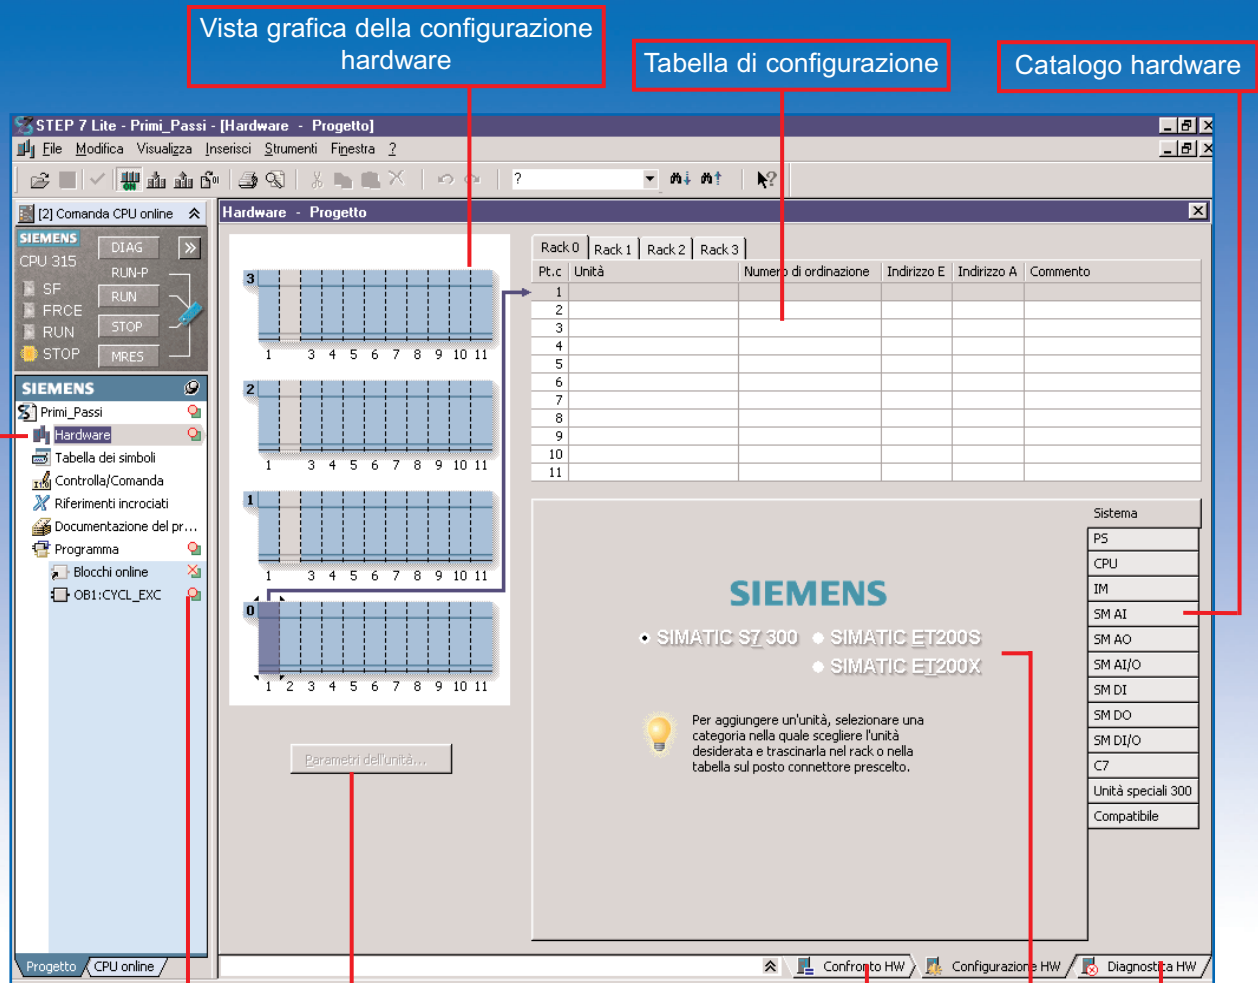 Vista grafica della configurazione
hardware
Tabella di configurazione
Catalogo hardware
STEP 7 Lite - Primi_Passi - [Hardware - Progetto]
File Modifica Visualizza Inserisci Strumenti Finestra ?
ON
?
?
[2] Comanda CPU online
Hardware - Progetto
SIEMENS
CPU 315
DIAG
RUN-P
SF
RUN
FRCE
RUN
STOP
STOP
MRES
SIEMENS
Primi_Passi
Hardware
Tabella dei simboli
Controlla/Comanda
Riferimenti incrociati
Documentazione del pr...
Programma
Blocchi online
OB1:CYCL_EXC
3
1 3 4 5 6 7 8 9 10 11
2
1 3 4 5 6 7 8 9 10 11
1
1 3 4 5 6 7 8 9 10 11
0
1 2 3 4 5 6 7 8 9 10 11
Parametri dell'unità...
Rack 0 Rack 1 Rack 2 Rack 3
Pt.c Unità Numero di ordinazione Indirizzo E Indirizzo A Commento
1
2
3
4
5
6
7
8
9
10
11
SIEMENS
SIMATIC S7 300 SIMATIC ET200S
SIMATIC ET200X
Per aggiungere un'unità, selezionare una
categoria nella quale scegliere l'unità
desiderata e trascinarla nel rack o nella
tabella sul posto connettore prescelto.
Sistema
PS
CPU
IM
SM AI
SM AO
SM AI/O
SM DI
SM DO
SM DI/O
C7
Unità speciali 300
Compatibile
Progetto CPU online
Confronto HW Configurazione HW Diagnostica HW